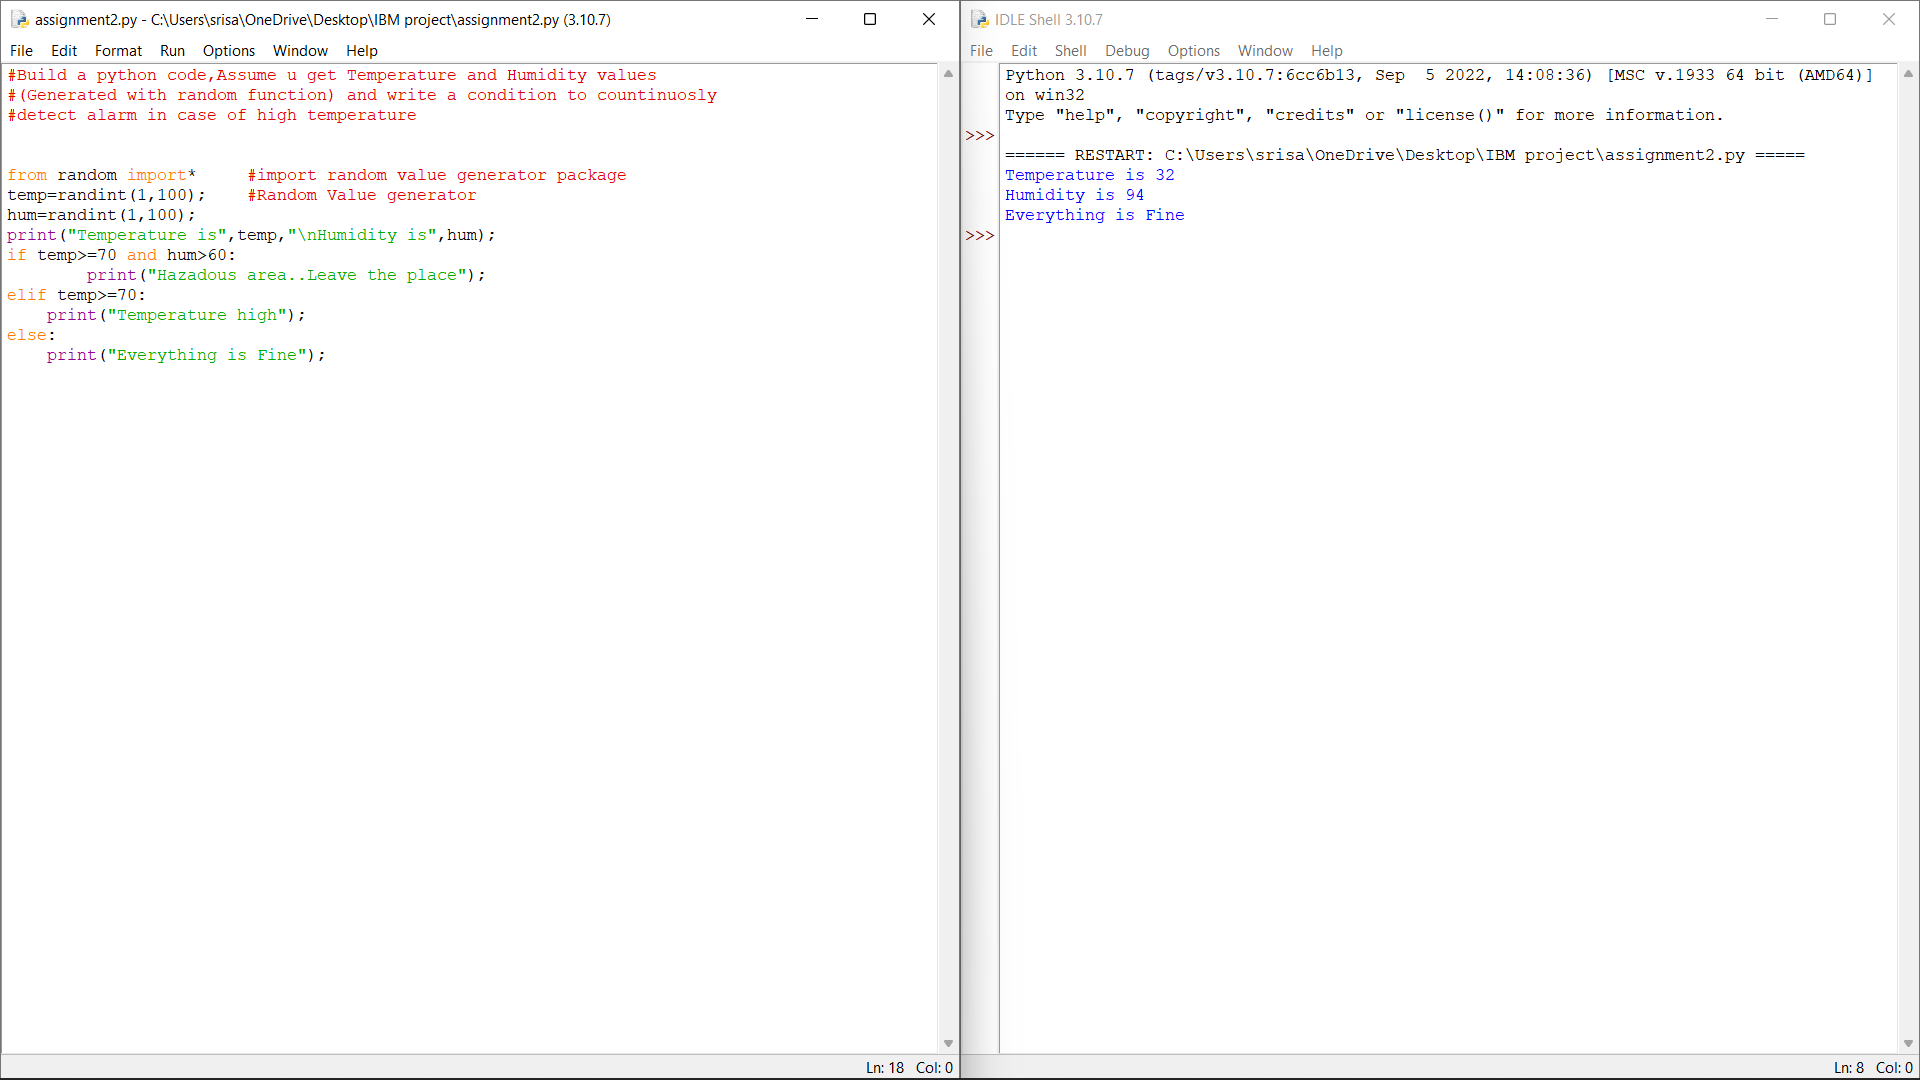 assignment2.py - C:\Users\srisa\OneDrive\Desktop\IBM project\assignment2.py (3.10.7)
File Edit Format Run Options Window Help
#Build a python code,Assume u get Temperature and Humidity values
#(Generated with random function) and write a condition to countinuosly
#detect alarm in case of high temperature
from random import*     #import random value generator package
temp=randint(1,100);    #Random Value generator
hum=randint(1,100);
print("Temperature is",temp,"\nHumidity is",hum);
if temp>=70 and hum>60:
        print("Hazadous area..Leave the place");
elif temp>=70:
    print("Temperature high");
else:
    print("Everything is Fine");
Ln: 18 Col: 0
IDLE Shell 3.10.7
File Edit Shell Debug Options Window Help
Python 3.10.7 (tags/v3.10.7:6cc6b13, Sep  5 2022, 14:08:36) [MSC v.1933 64 bit (AMD64)]
on win32
Type "help", "copyright", "credits" or "license()" for more information.
>>>
====== RESTART: C:\Users\srisa\OneDrive\Desktop\IBM project\assignment2.py =====
Temperature is 32
Humidity is 94
Everything is Fine
>>>
Ln: 8 Col: 0